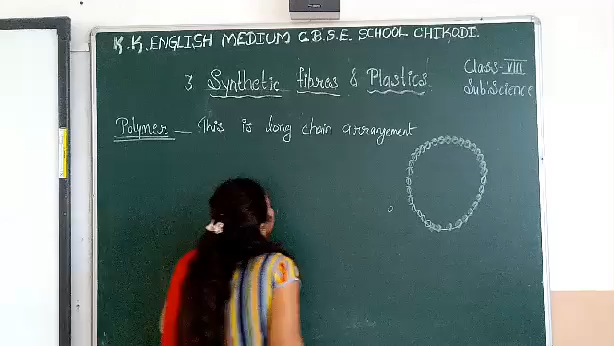 K.K. ENGLISH MEDIUM C.B.S.E. SCHOOL CHIKODI.
Class- VIII
3 Synthetic fibres & Plastics
Sub:Science
Polymer — This is long chain arrangement